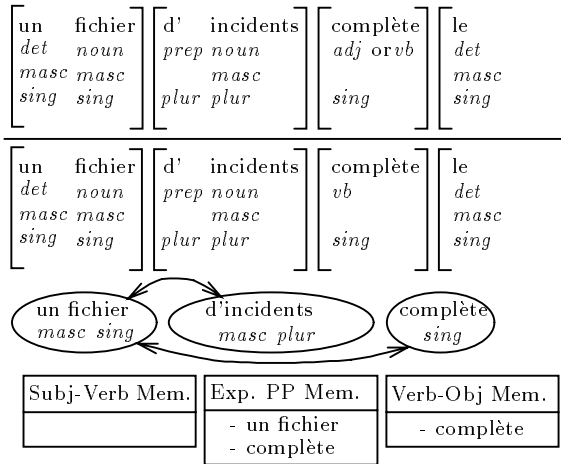 un fichier d' incidents complète le
det noun prep noun adj or vb det
masc masc masc masc
sing sing plur plur sing sing
un fichier d' incidents complète le
det noun prep noun vb det
masc masc masc masc
sing sing plur plur sing sing
un fichier d'incidents complète
masc sing masc plur sing
Subj-Verb Mem. Exp. PP Mem. Verb-Obj Mem.
- un fichier - complète
- complète